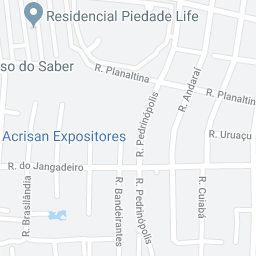 Residencial Piedade Life
so do Saber
R. Planaltina
R. Pedrinópolis
R. Andaraí
R. Planaltin
R. Uruaçu
Acrisan Expositores
R. do Jangadeiro
R. Brasilândia
R. Bandeirantes
R. Pedrinópolis
R. Cuiabá